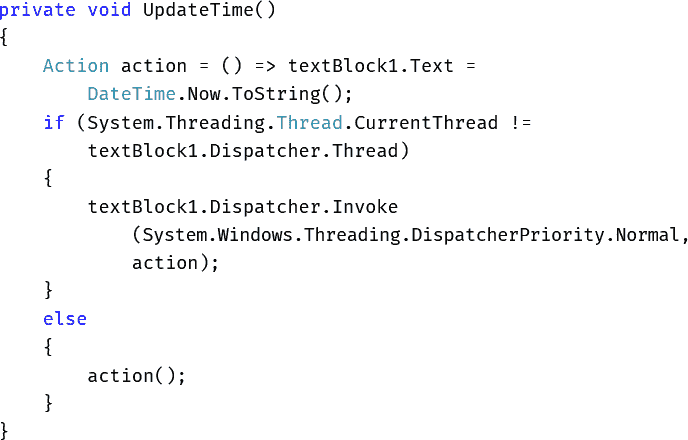 private void UpdateTime()
{
    Action action = () => textBlock1.Text =
        DateTime.Now.ToString();
    if (System.Threading.Thread.CurrentThread !=
        textBlock1.Dispatcher.Thread)
    {
        textBlock1.Dispatcher.Invoke
            (System.Windows.Threading.DispatcherPriority.Normal,
            action);
    }
    else
    {
        action();
    }
}